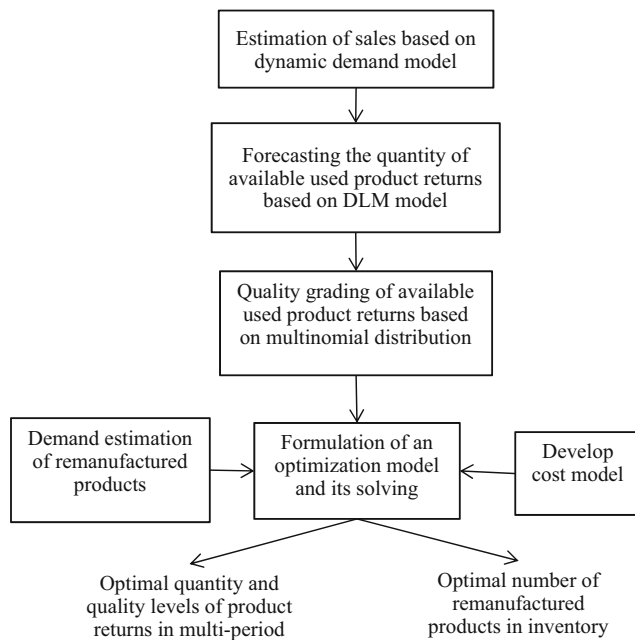 Estimation of sales based on
dynamic demand model
Forecasting the quantity of
available used product returns
based on DLM model
Quality grading of available
used product returns based
on multinomial distribution
Demand estimation
of remanufactured
products
Formulation of an
optimization model
and its solving
Develop
cost model
Optimal quantity and
quality levels of product
returns in multi-period
Optimal number of
remanufactured
products in inventory